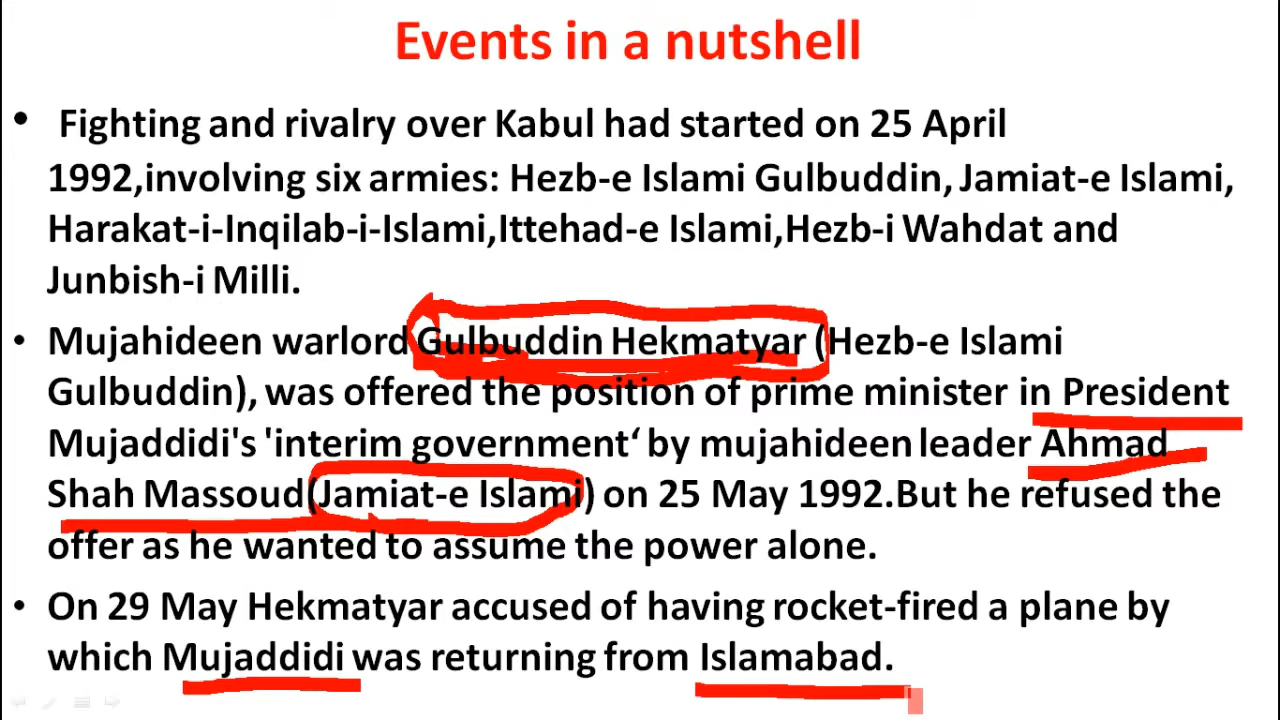 Events in a nutshell
• Fighting and rivalry over Kabul had started on 25 April
1992,involving six armies: Hezb-e Islami Gulbuddin, Jamiat-e Islami,
Harakat-i-Inqilab-i-Islami,Ittehad-e Islami,Hezb-i Wahdat and
Junbish-i Milli.
• Mujahideen warlord Gulbuddin Hekmatyar (Hezb-e Islami
Gulbuddin), was offered the position of prime minister in President
Mujaddidi's 'interim government‘ by mujahideen leader Ahmad
Shah Massoud(Jamiat-e Islami) on 25 May 1992.But he refused the
offer as he wanted to assume the power alone.
• On 29 May Hekmatyar accused of having rocket-fired a plane by
which Mujaddidi was returning from Islamabad.